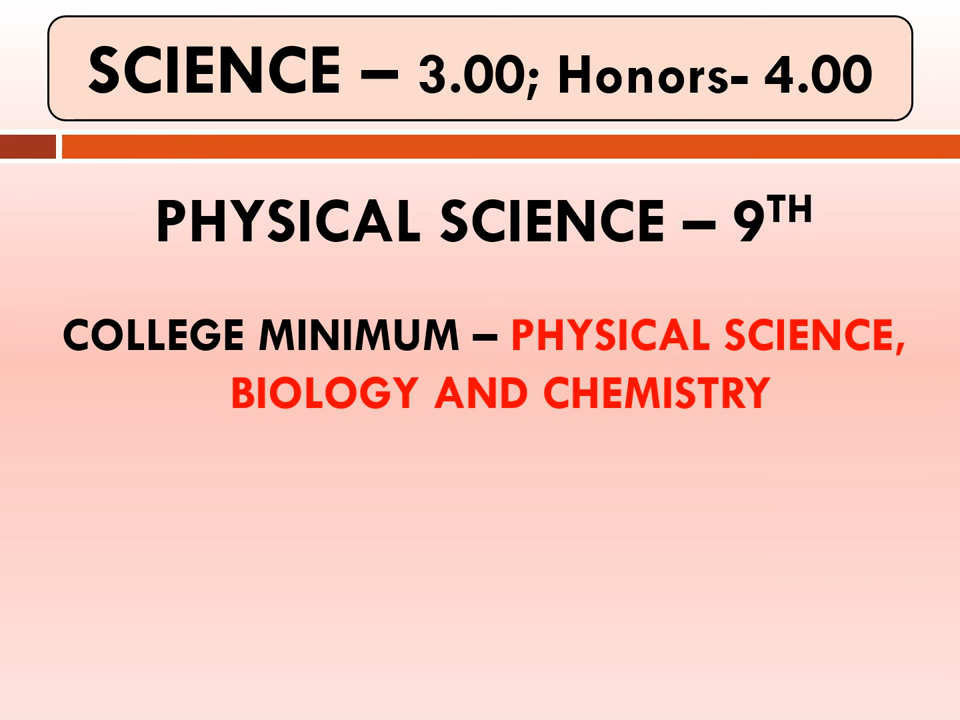 SCIENCE – 3.00; Honors- 4.00
PHYSICAL SCIENCE – 9TH
COLLEGE MINIMUM – PHYSICAL SCIENCE,
BIOLOGY AND CHEMISTRY